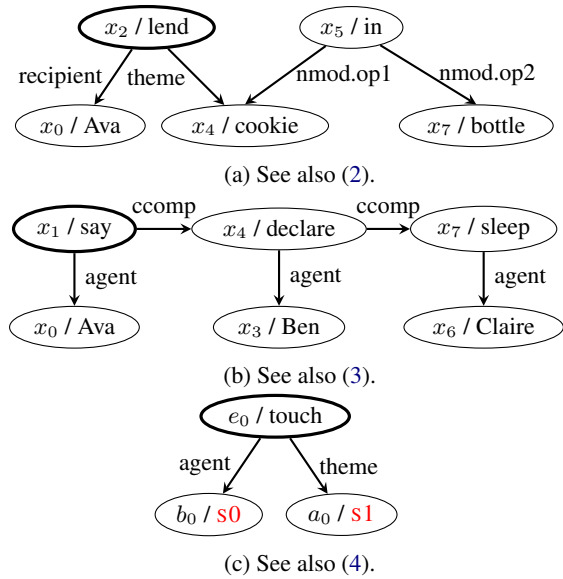 x₂ / lend x₅ / in
recipient theme nmod.op1 nmod.op2
x₀ / Ava x₄ / cookie x₇ / bottle
(a) See also (2).
ccomp ccomp
x₁ / say x₄ / declare x₇ / sleep
agent agent agent
x₀ / Ava x₃ / Ben x₆ / Claire
(b) See also (3).
e₀ / touch
agent theme
b₀ / s0 a₀ / s1
(c) See also (4).